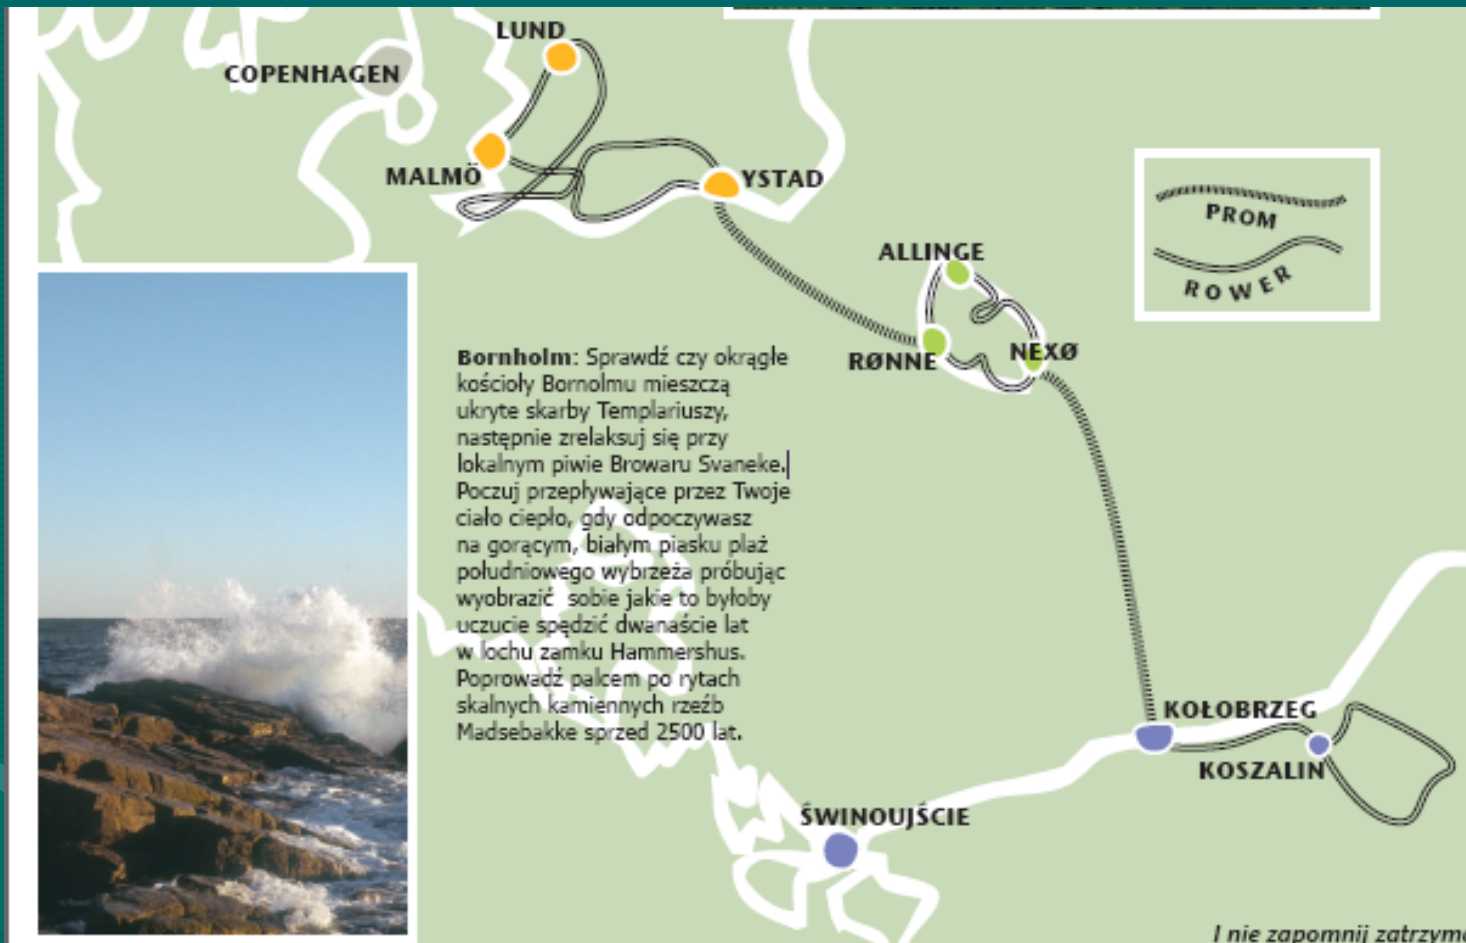 LUND
COPENHAGEN
MALMÖ
YSTAD
PROM
ROWER
ALLINGE
RØNNE
NEXØ
Bornholm: Sprawdź czy okrągłe
kościoły Bornolmu mieszczą
ukryte skarby Templariuszy,
następnie zrelaksuj się przy
lokalnym piwie Browaru Svaneke.
Poczuj przepływające przez Twoje
ciało ciepło, gdy odpoczywasz
na gorącym, białym piasku plaż
południowego wybrzeża próbując
wyobrazić sobie jakie to byłoby
uczucie spędzić dwanaście lat
w lochu zamku Hammershus.
Poprowadź palcem po rytach
skalnych kamiennych rzeźb
Madsebakke sprzed 2500 lat.
KOŁOBRZEG
KOSZALIN
ŚWINOUJŚCIE
I nie zapomnij